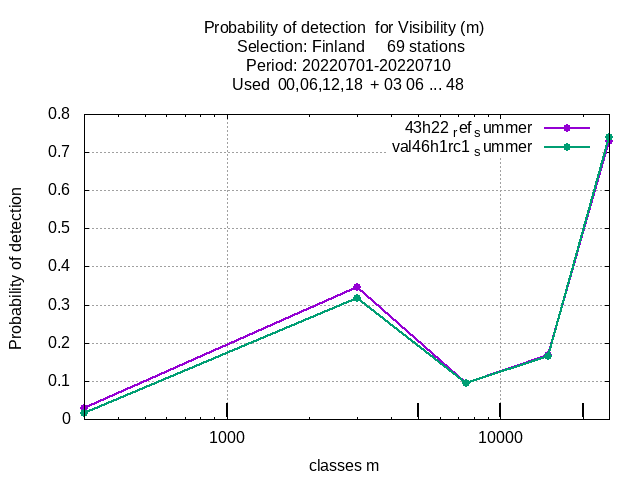 Probability of detection  for Visibility (m)
Selection: Finland     69 stations
Period: 20220701-20220710
Used  00,06,12,18  + 03 06 ... 48
43h22 ref summer
val46h1rc1 summer
0.8
0.7
0.6
0.5
0.4
0.3
0.2
0.1
0
Probability of detection
1000
10000
classes m